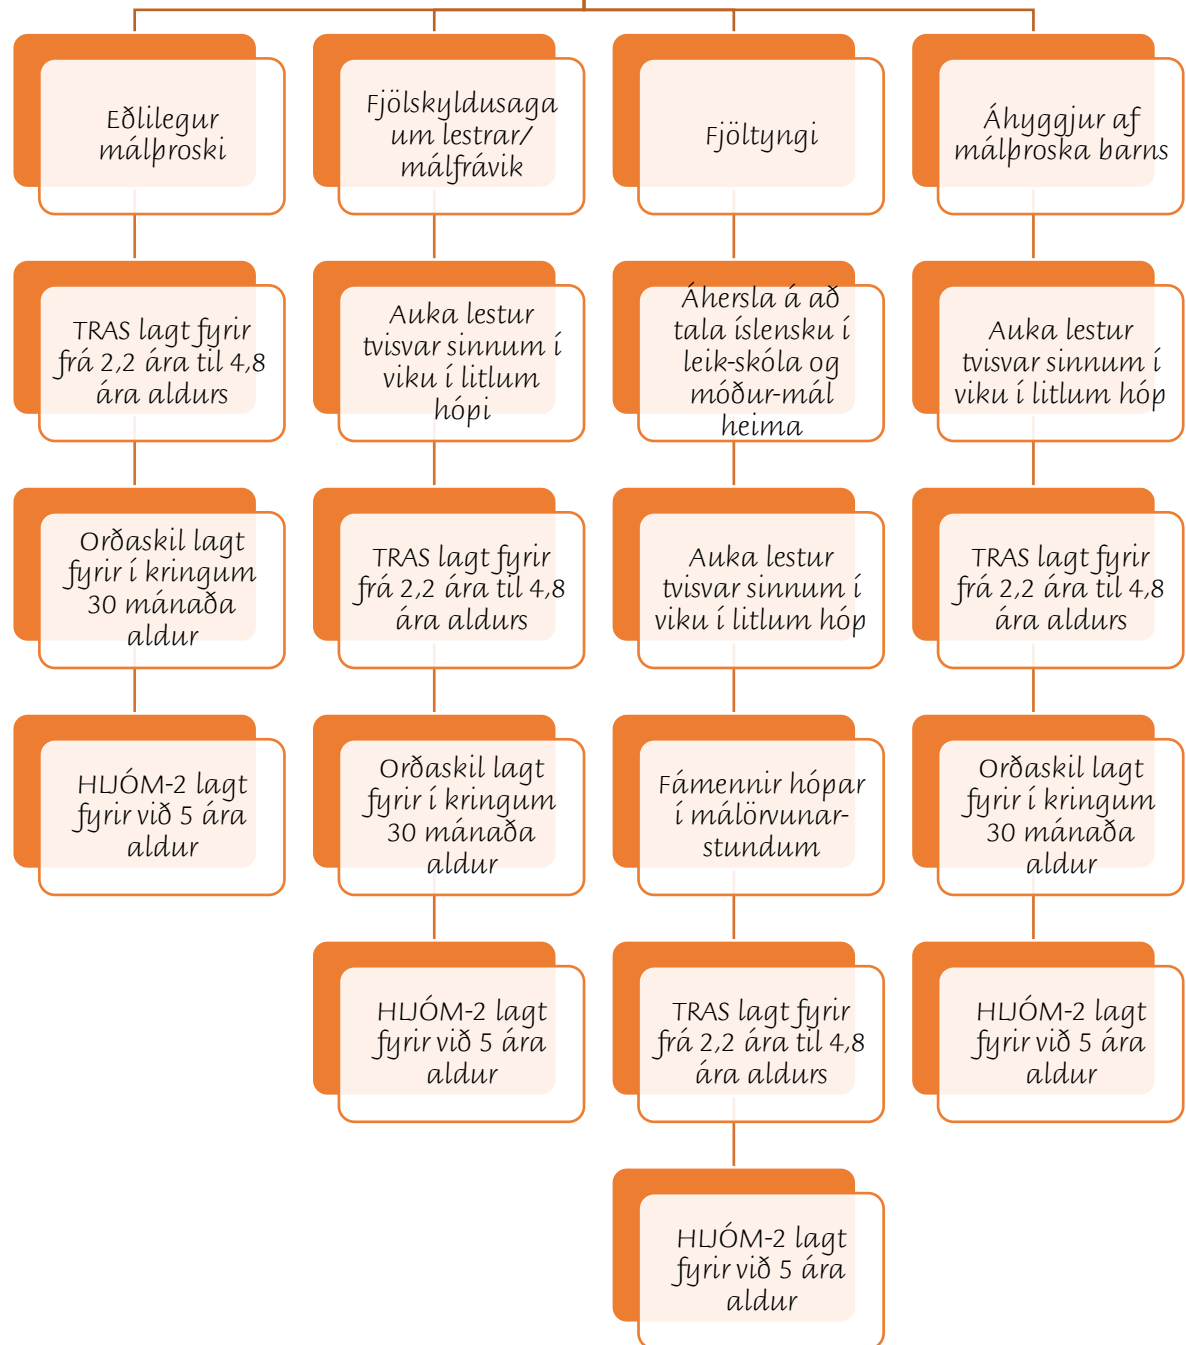 Eðlilegur
málþroski
TRAS lagt fyrir
frá 2,2 ára til 4,8
ára aldurs
Orðaskil lagt
fyrir í kringum
30 mánaða
aldur
HLJÓM-2 lagt
fyrir við 5 ára
aldur
Fjölskyldusaga
um lestrar/
málfrávik
Auka lestur
tvisvar sinnum í
viku í litlum
hópi
TRAS lagt fyrir
frá 2,2 ára til 4,8
ára aldurs
Orðaskil lagt
fyrir í kringum
30 mánaða
aldur
HLJÓM-2 lagt
fyrir við 5 ára
aldur
Fjöltyngi
Áhersla á að
tala íslensku í
leik-skóla og
móður-mál
heima
Auka lestur
tvisvar sinnum í
viku í litlum hóp
Fámennir hópar
í málörvunar-
stundum
TRAS lagt fyrir
frá 2,2 ára til 4,8
ára aldurs
HLJÓM-2 lagt
fyrir við 5 ára
aldur
Áhyggjur af
málþroska barns
Auka lestur
tvisvar sinnum í
viku í litlum hóp
TRAS lagt fyrir
frá 2,2 ára til 4,8
ára aldurs
Orðaskil lagt
fyrir í kringum
30 mánaða
aldur
HLJÓM-2 lagt
fyrir við 5 ára
aldur